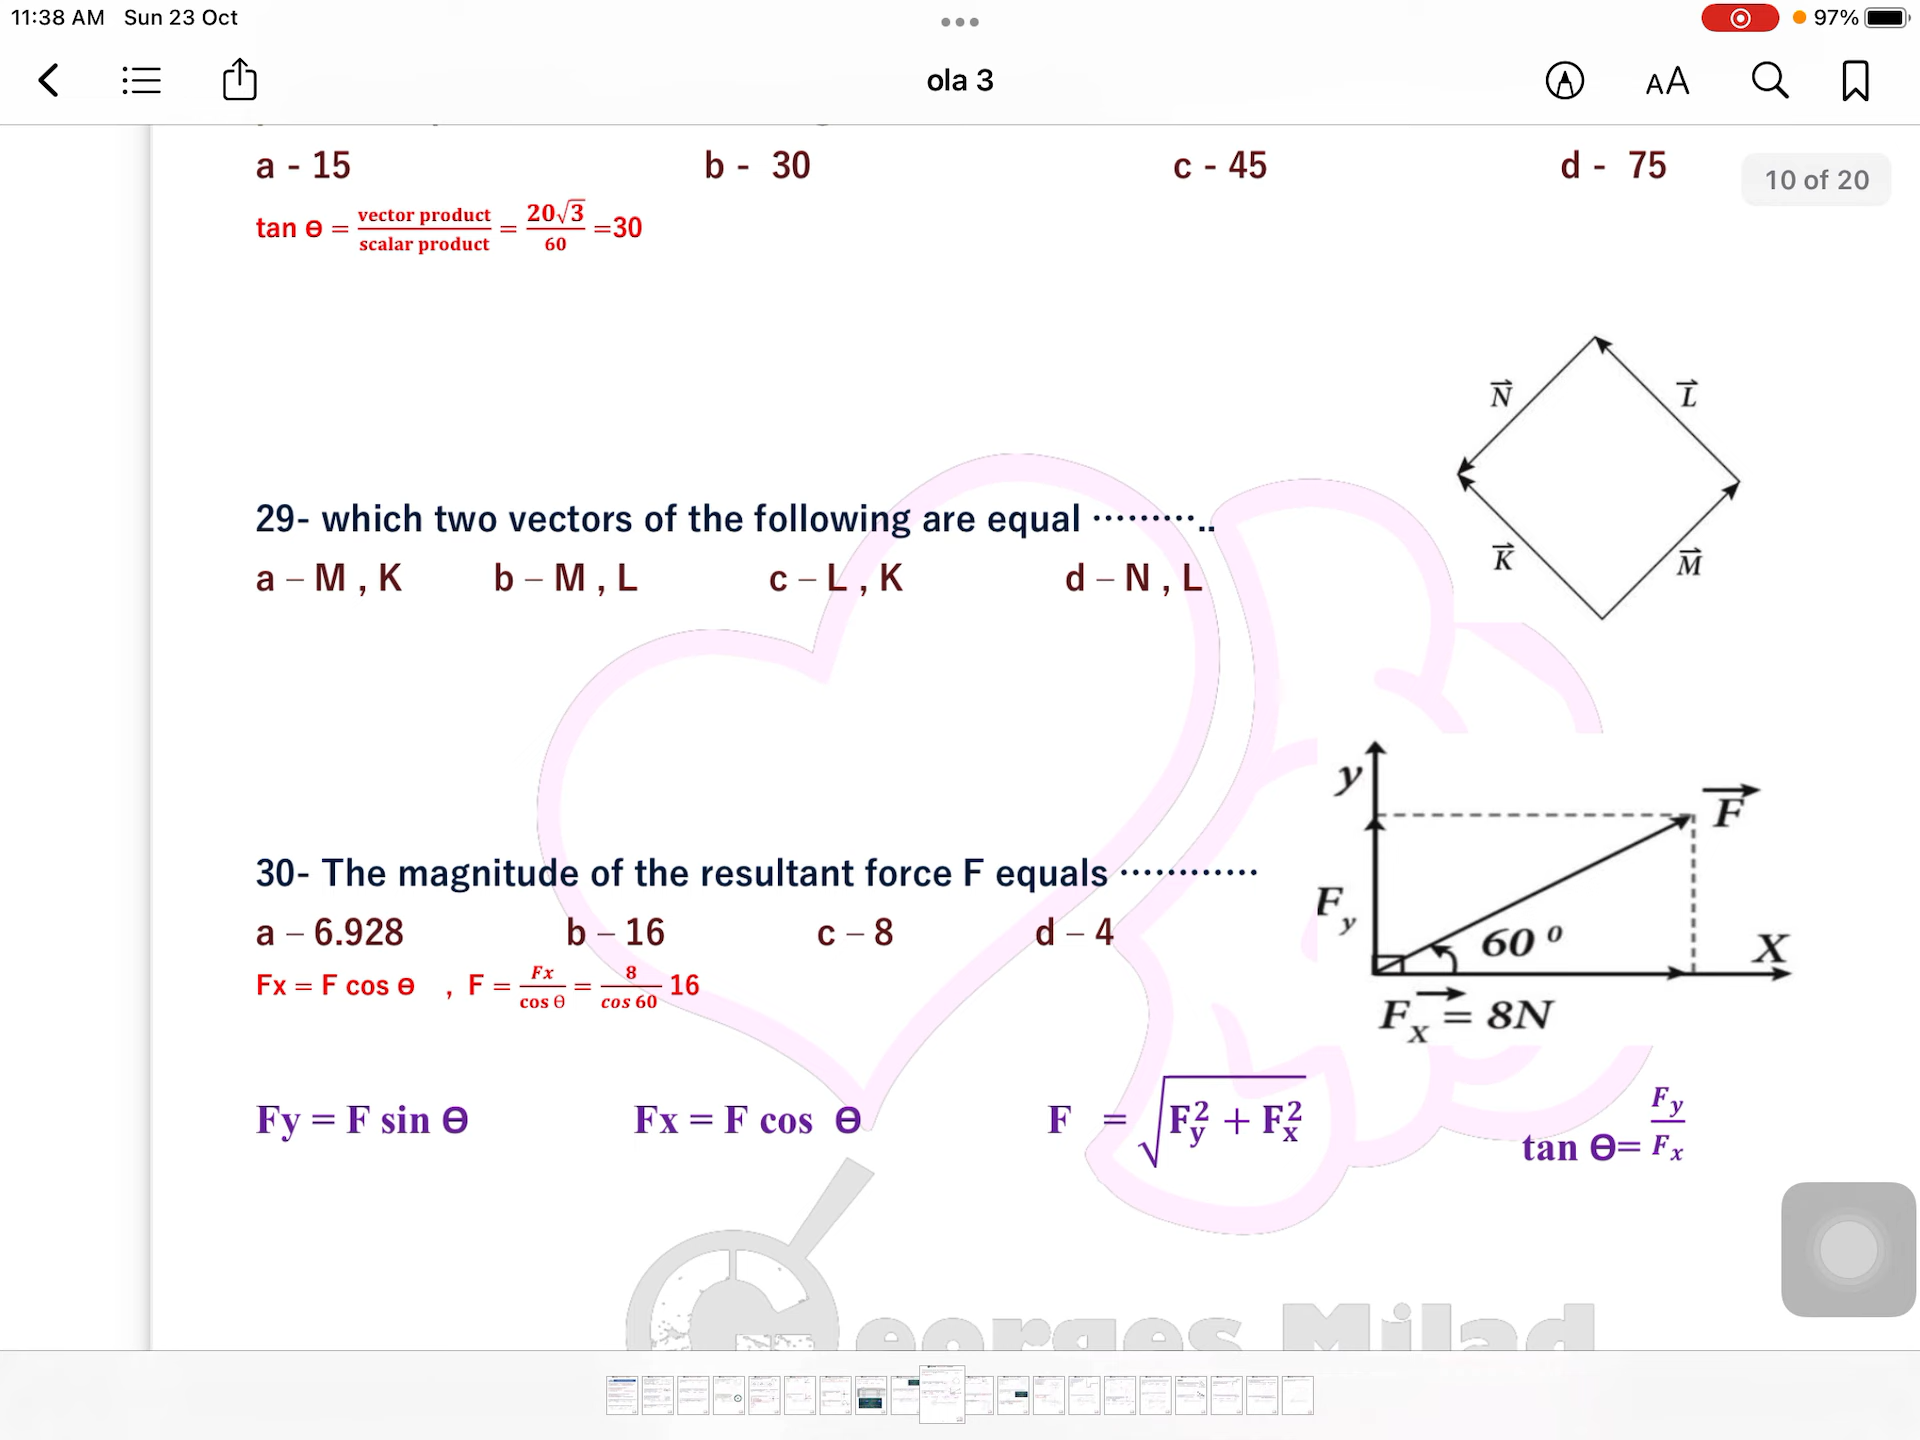 11:38 AM Sun 23 Oct
97%
ola 3
AA
10 of 20
a - 15 b - 30 c - 45 d - 75
tan ɵ = vector product / scalar product = 20√3 / 60 =30
N L
K M
29- which two vectors of the following are equal ………..
a – M , K b – M , L c – L , K d – N , L
y F
Fy 60 o X
Fx = 8N
30- The magnitude of the resultant force F equals …………
a – 6.928 b – 16 c – 8 d – 4
Fx = F cos ɵ , F = Fx / cos θ = 8 / cos 60 16
Fy = F sin Ɵ Fx = F cos Ɵ F = √ F²y + F²x tan Ɵ= Fy / Fx
Georges Milad